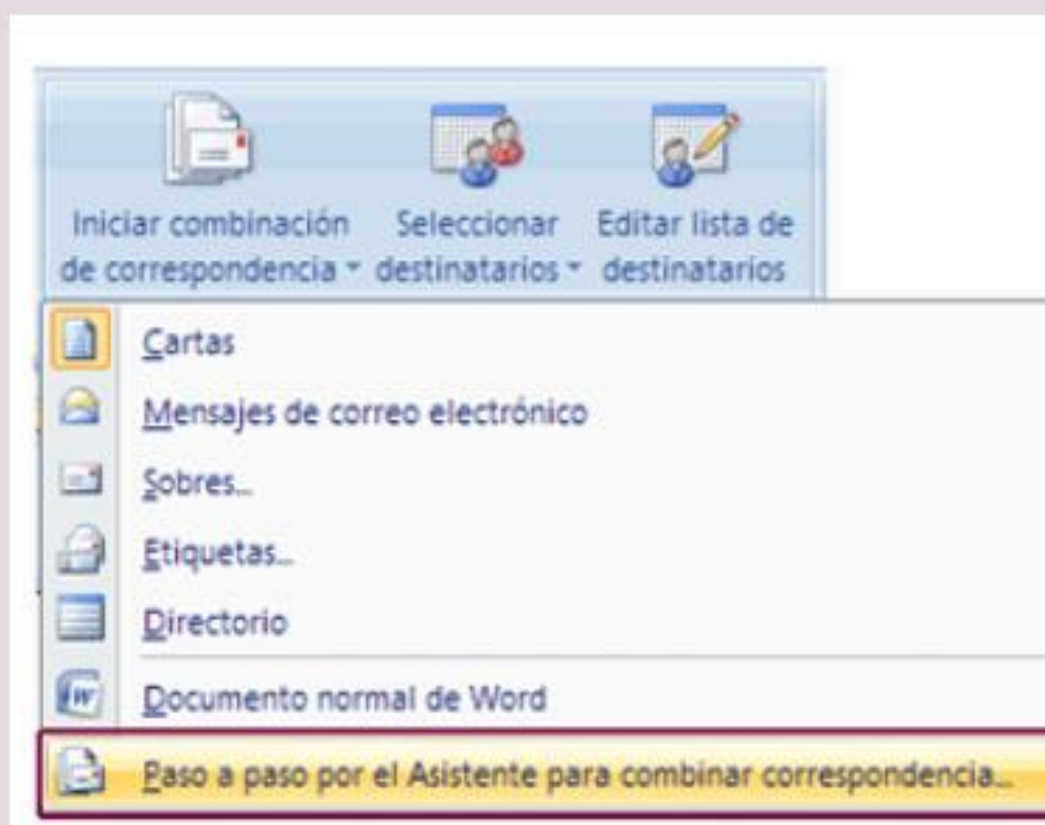 Iniciar combinación
de correspondencia
Seleccionar
destinatarios
Editar lista de
destinatarios
Cartas
Mensajes de correo electrónico
Sobres...
Etiquetas...
Directorio
Documento normal de Word
Paso a paso por el Asistente para combinar correspondencia...